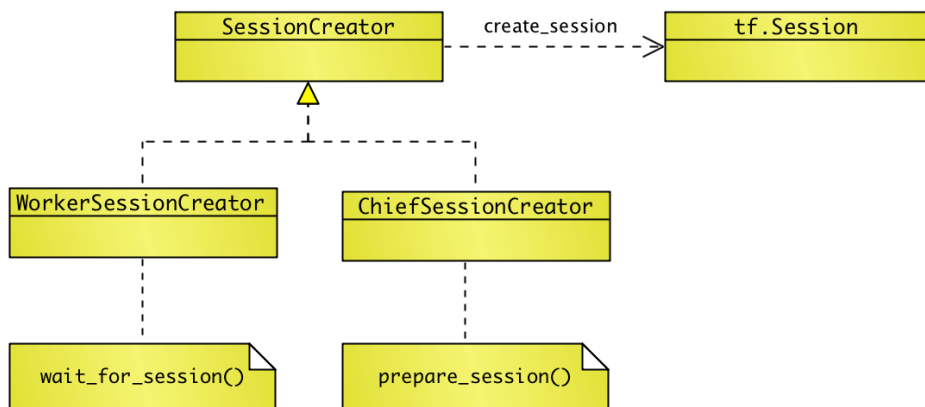 SessionCreator
create_session
tf.Session
WorkerSessionCreator
ChiefSessionCreator
wait_for_session()
prepare_session()